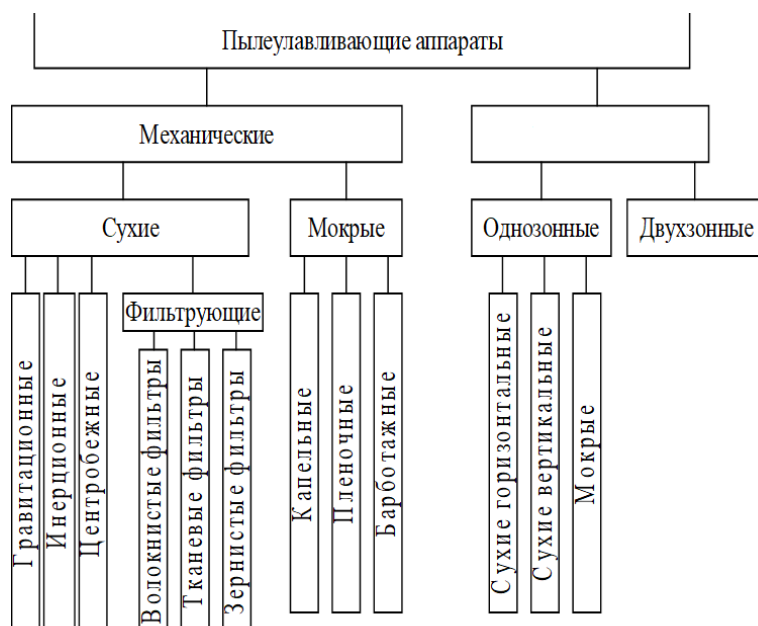 Пылеулавливающие аппараты
Механические
Сухие
Мокрые
Однозонные
Двухзонные
Фильтрующие
Гравитационные
Инерционные
Центробежные
Волокнистые фильтры
Тканевые фильтры
Зернистые фильтры
Капельные
Пленочные
Барботажные
Сухие горизонтальные
Сухие вертикальные
Мокрые